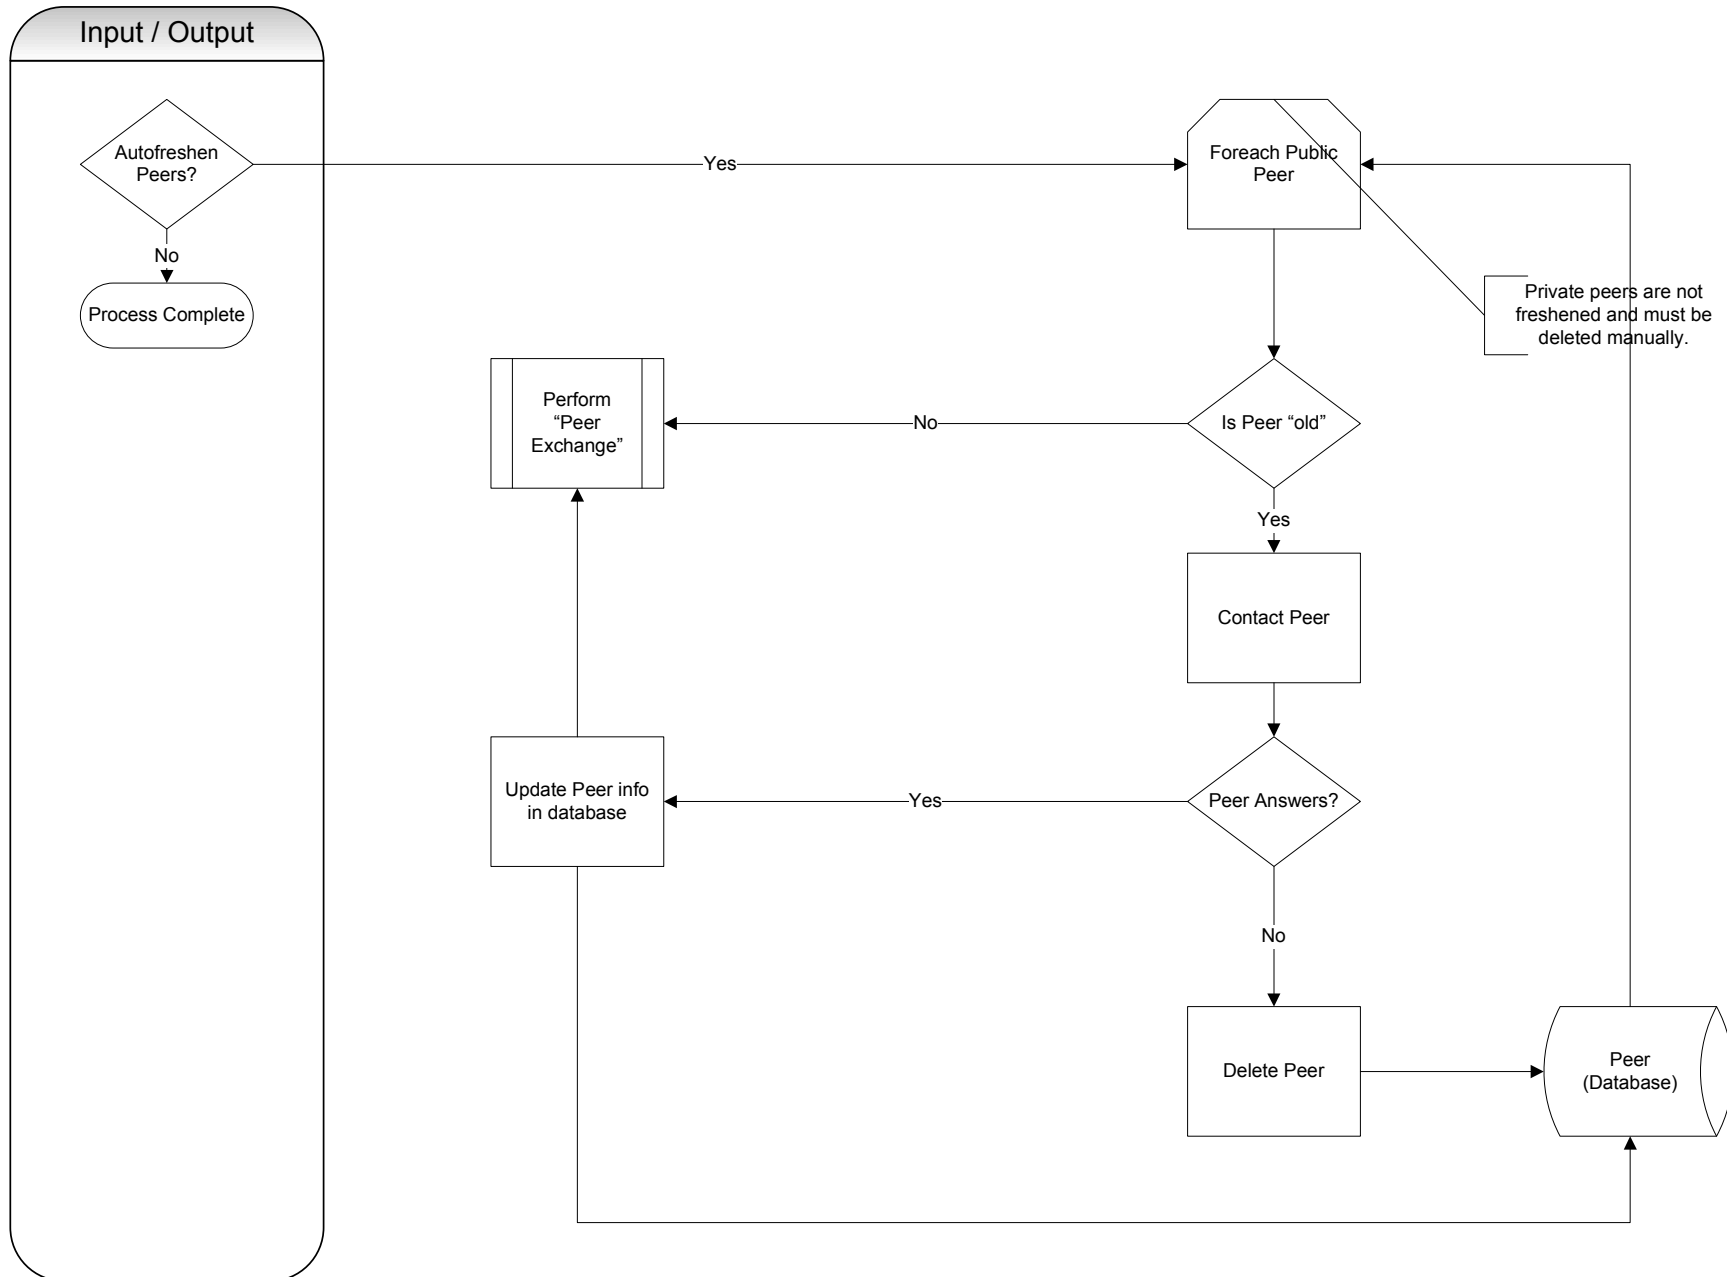 Input / Output
Autofreshen
Peers?
Yes
Foreach Public
Peer
No
Process Complete
Private peers are not
freshened and must be
deleted manually.
Perform
“Peer
Exchange”
No
Is Peer “old”
Yes
Contact Peer
Update Peer info
in database
Yes
Peer Answers?
No
Delete Peer
Peer
(Database)